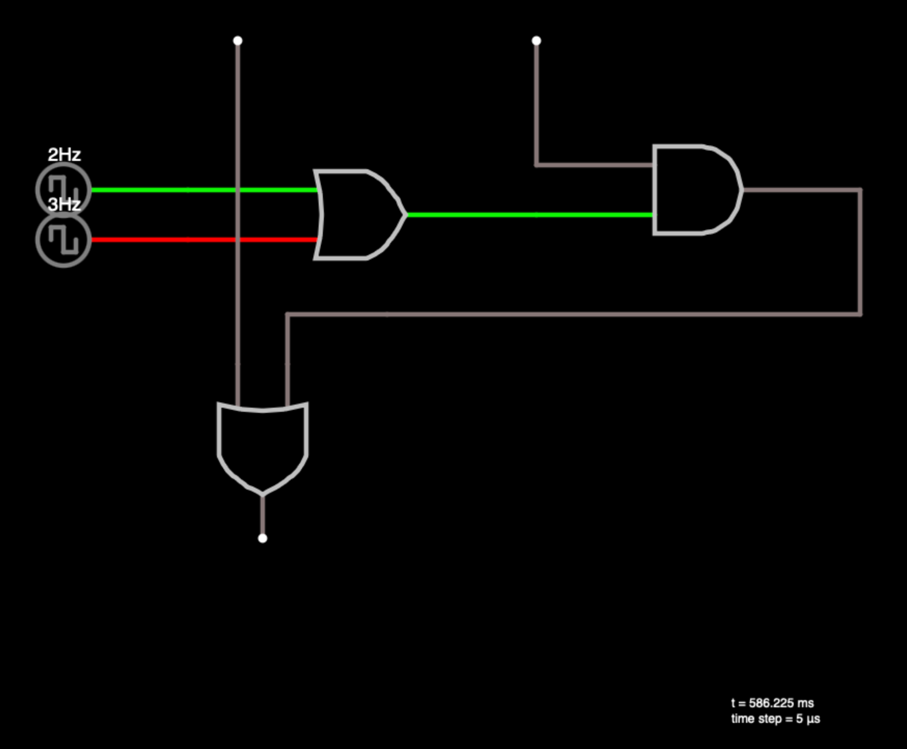 2Hz
3Hz
t = 586.225 ms
time step = 5 µs